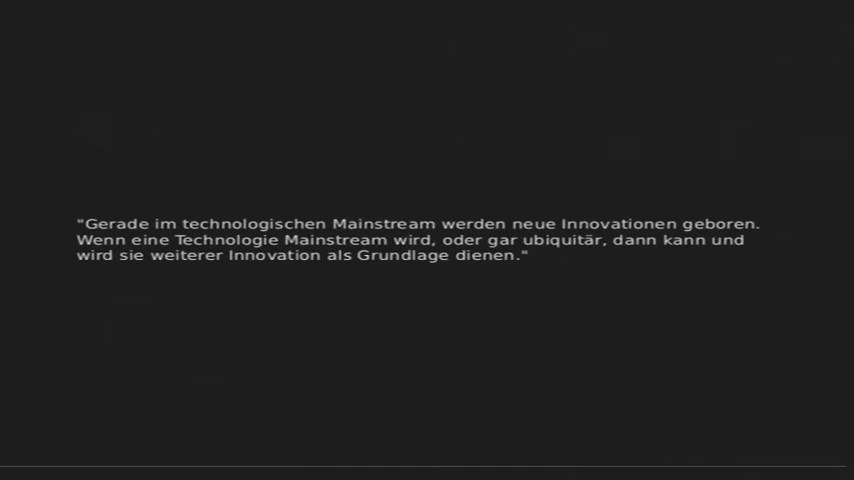 "Gerade im technologischen Mainstream werden neue Innovationen geboren.
Wenn eine Technologie Mainstream wird, oder gar ubiquitär, dann kann und
wird sie weiterer Innovation als Grundlage dienen."